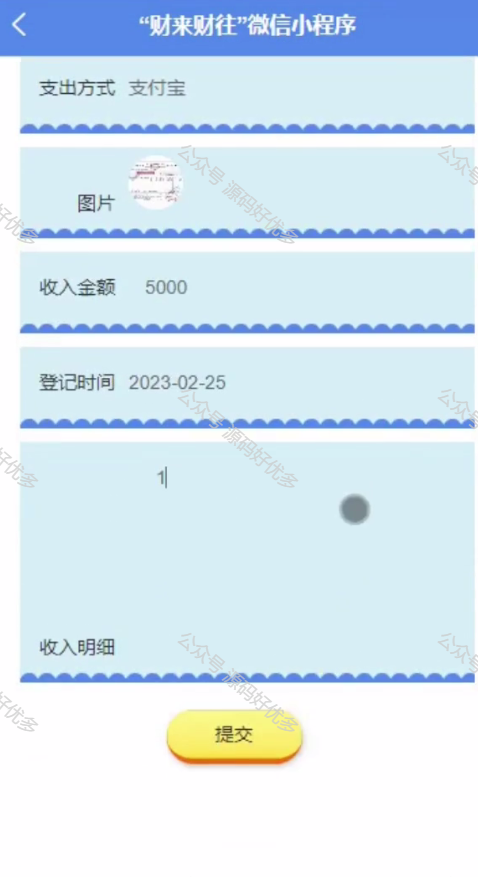 “财来财往”微信小程序
支出方式 支付宝
图片
收入金额 5000
登记时间 2023-02-25
1
收入明细
提交
公众号 源码好优多
公众号 源码好优多
公众号 源码好优多